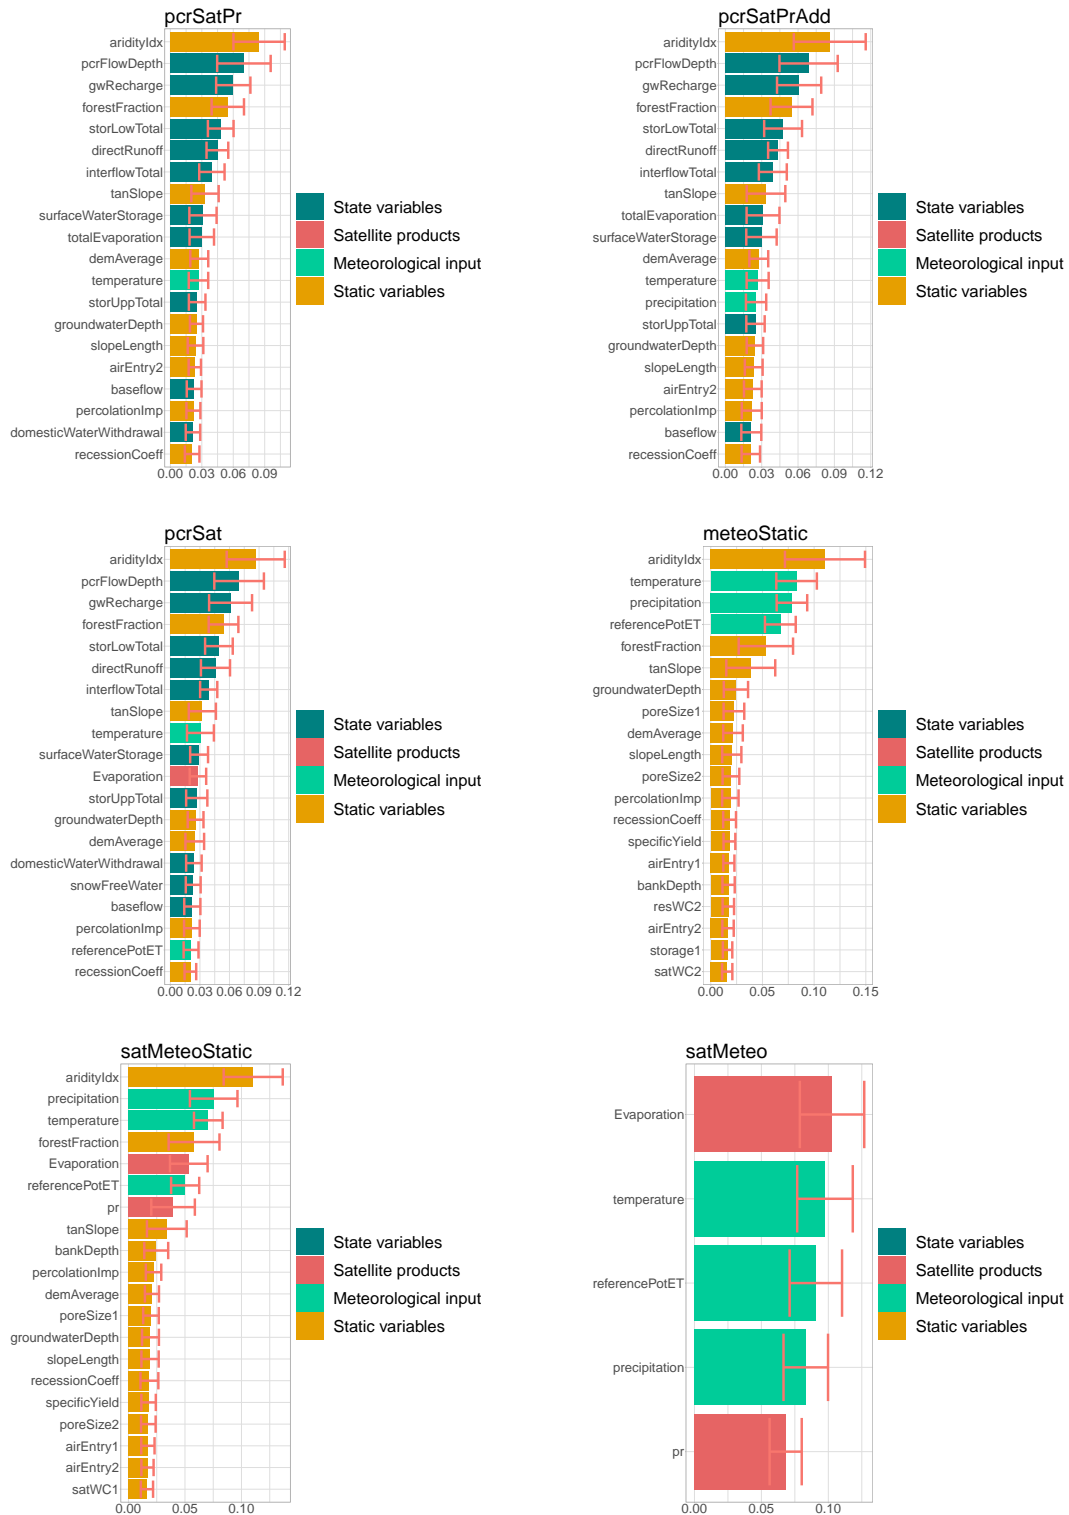 pcrSatPr
aridityIdx
pcrFlowDepth
gwRecharge
forestFraction
storLowTotal
directRunoff
interflowTotal
tanSlope
surfaceWaterStorage
totalEvaporation
demAverage
temperature
storUppTotal
groundwaterDepth
slopeLength
airEntry2
baseflow
percolationImp
domesticWaterWithdrawal
recessionCoeff
0.00 0.03 0.06 0.09
State variables
Satellite products
Meteorological input
Static variables
pcrSatPrAdd
aridityIdx
pcrFlowDepth
gwRecharge
forestFraction
storLowTotal
directRunoff
interflowTotal
tanSlope
totalEvaporation
surfaceWaterStorage
demAverage
temperature
precipitation
storUppTotal
groundwaterDepth
slopeLength
airEntry2
percolationImp
baseflow
recessionCoeff
0.00 0.03 0.06 0.09 0.12
State variables
Satellite products
Meteorological input
Static variables
pcrSat
aridityIdx
pcrFlowDepth
gwRecharge
forestFraction
storLowTotal
directRunoff
interflowTotal
tanSlope
temperature
surfaceWaterStorage
Evaporation
storUppTotal
groundwaterDepth
demAverage
domesticWaterWithdrawal
snowFreeWater
baseflow
percolationImp
referencePotET
recessionCoeff
0.00 0.03 0.06 0.09 0.12
State variables
Satellite products
Meteorological input
Static variables
meteoStatic
aridityIdx
temperature
precipitation
referencePotET
forestFraction
tanSlope
groundwaterDepth
poreSize1
demAverage
slopeLength
poreSize2
percolationImp
recessionCoeff
specificYield
airEntry1
bankDepth
resWC2
airEntry2
storage1
satWC2
0.00 0.05 0.10 0.15
State variables
Satellite products
Meteorological input
Static variables
satMeteoStatic
aridityIdx
precipitation
temperature
forestFraction
Evaporation
referencePotET
pr
tanSlope
bankDepth
percolationImp
demAverage
poreSize1
groundwaterDepth
slopeLength
recessionCoeff
specificYield
poreSize2
airEntry1
airEntry2
satWC1
0.00 0.05 0.10
State variables
Satellite products
Meteorological input
Static variables
satMeteo
Evaporation
temperature
referencePotET
precipitation
pr
0.00 0.05 0.10
State variables
Satellite products
Meteorological input
Static variables